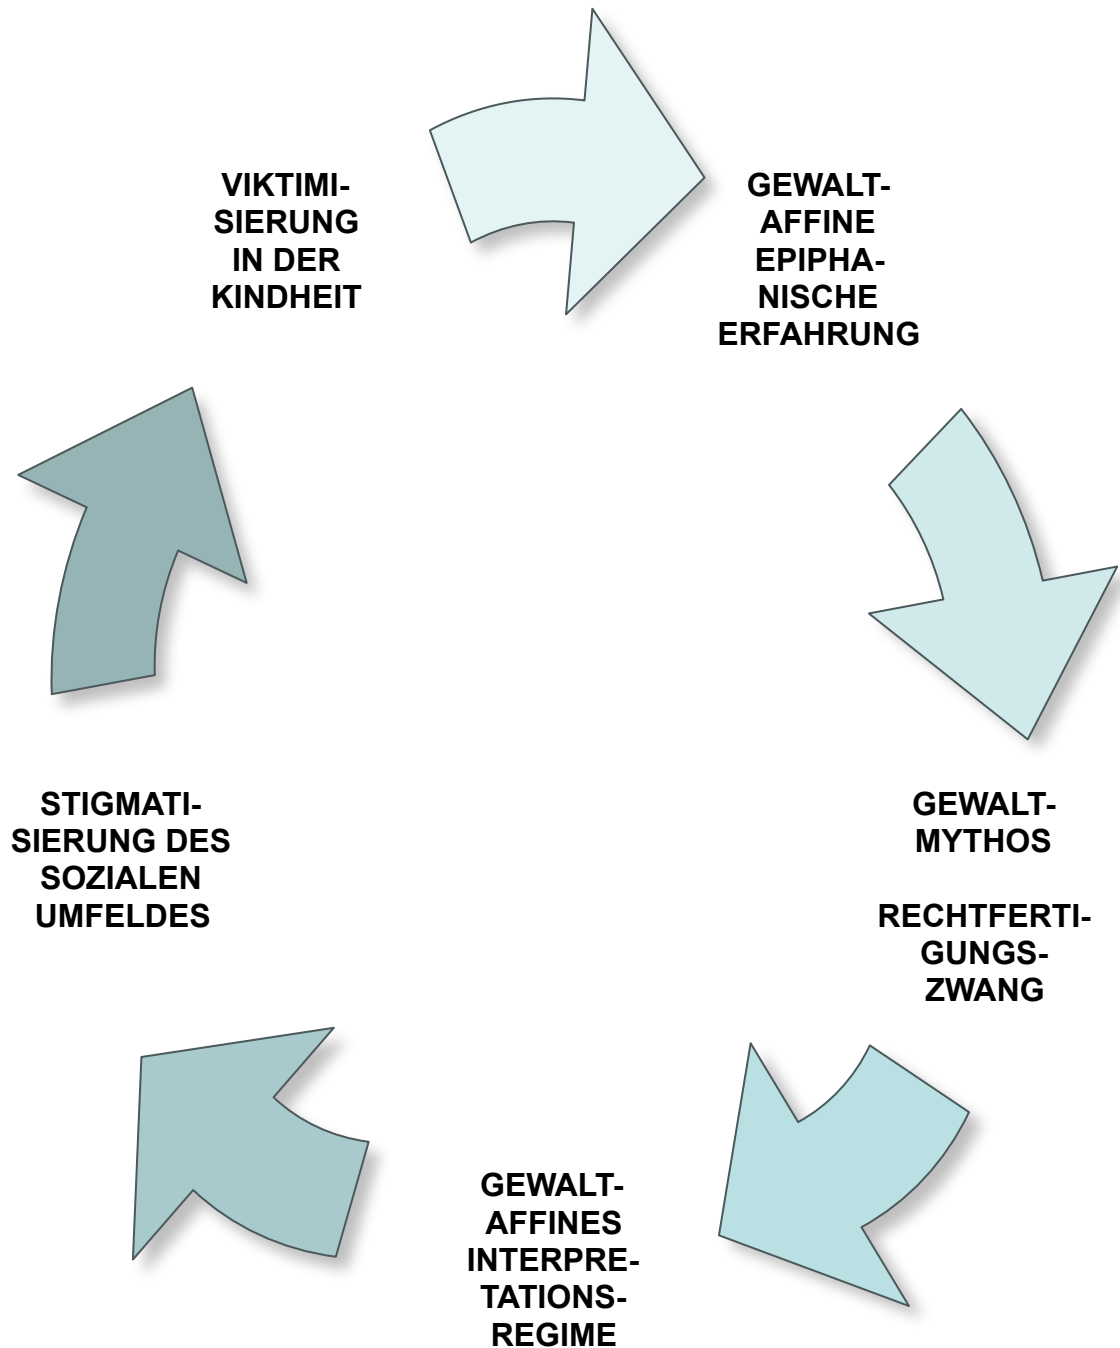 VIKTIMI-
SIERUNG
IN DER
KINDHEIT
GEWALT-
AFFINE
EPIPHA-
NISCHE
ERFAHRUNG
GEWALT-
MYTHOS
RECHTFERTI-
GUNGS-
ZWANG
GEWALT-
AFFINES
INTERPRE-
TATIONS-
REGIME
STIGMATI-
SIERUNG DES
SOZIALEN
UMFELDES